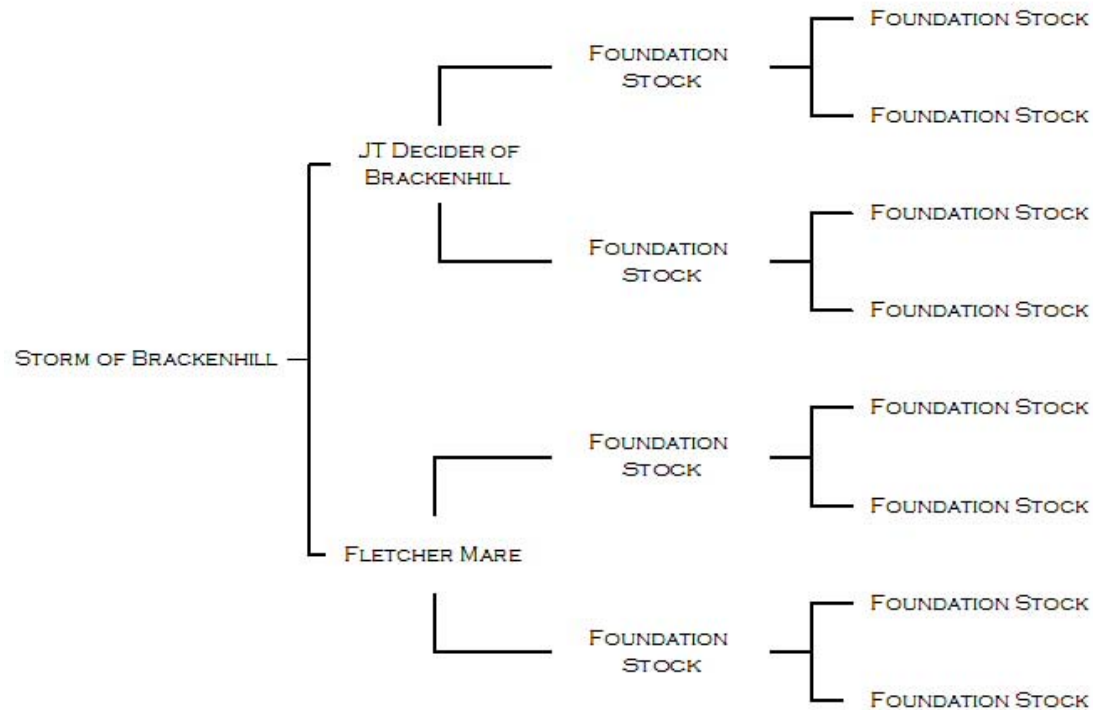 Foundation Stock
Foundation
Stock
Foundation Stock
JT Decider of
Brackenhill
Foundation Stock
Foundation
Stock
Foundation Stock
Storm of Brackenhill
Foundation Stock
Foundation
Stock
Foundation Stock
Fletcher Mare
Foundation Stock
Foundation
Stock
Foundation Stock